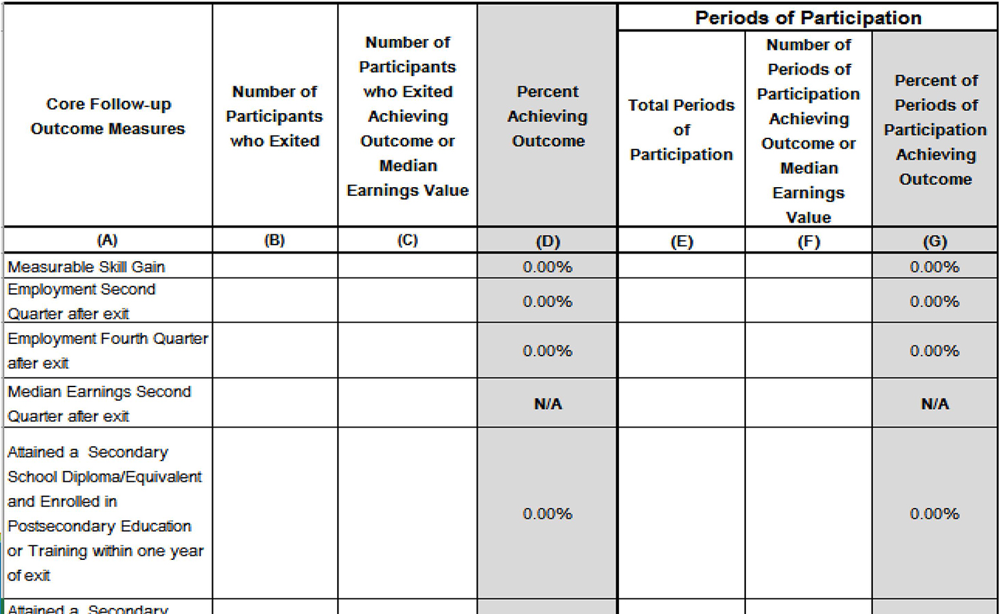 Periods of Participation
Core Follow-up
Outcome Measures
Number of
Participants
who Exited
Number of
Participants
who Exited
Achieving
Outcome or
Median
Earnings Value
Percent
Achieving
Outcome
Total Periods
of
Participation
Number of
Periods of
Participation
Achieving
Outcome or
Median
Earnings
Value
Percent of
Periods of
Participation
Achieving
Outcome
(A) (B) (C) (D) (E) (F) (G)
Measurable Skill Gain 0.00% 0.00%
Employment Second
Quarter after exit
0.00% 0.00%
Employment Fourth Quarter
after exit
0.00% 0.00%
Median Earnings Second
Quarter after exit
N/A N/A
Attained a Secondary
School Diploma/Equivalent
and Enrolled in
Postsecondary Education
or Training within one year
of exit
0.00% 0.00%
Attained a Secondary